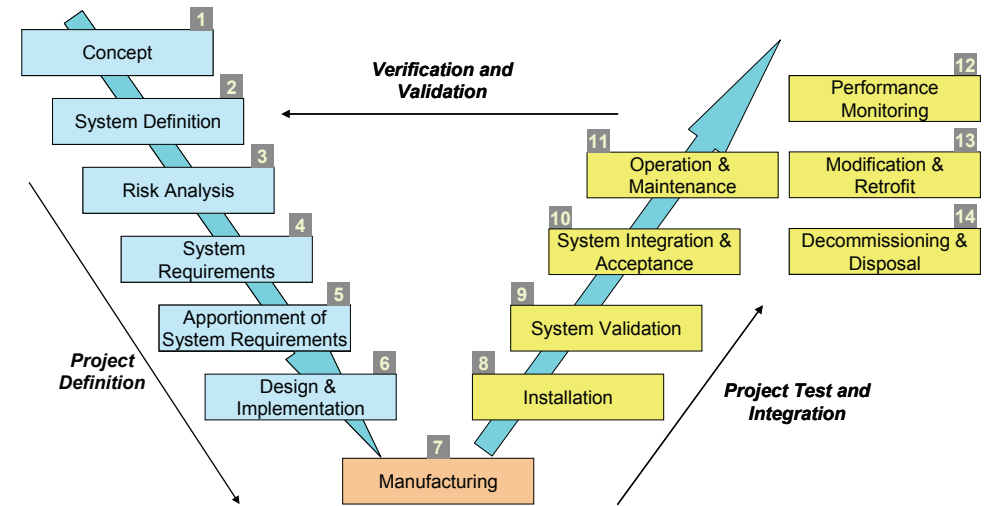 1
Concept
2
System Definition
3
Risk Analysis
4
System
Requirements
5
Apportionment of
System Requirements
6
Design &
Implementation
7
Manufacturing
8
Installation
9
System Validation
10
System Integration &
Acceptance
11
Operation &
Maintenance
12
Performance
Monitoring
13
Modification &
Retrofit
14
Decommissioning &
Disposal
Verification and
Validation
Project
Definition
Project Test and
Integration